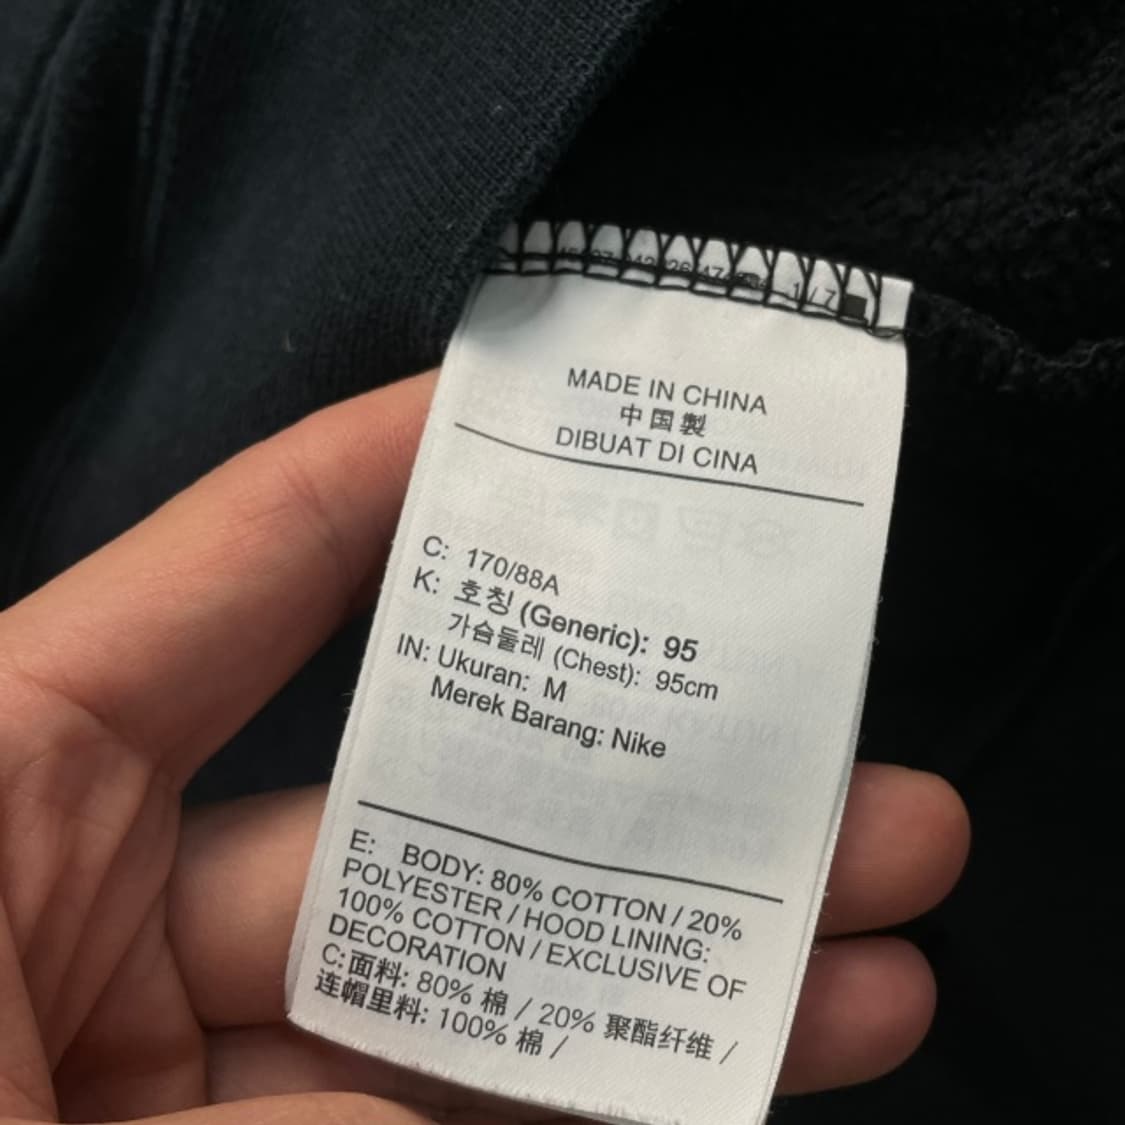 1 / 7
MADE IN CHINA
中国製
DIBUAT DI CINA
C: 170/88A
K: 호칭 (Generic): 95
가슴둘레 (Chest): 95cm
IN: Ukuran: M
Merek Barang: Nike
E: BODY: 80% COTTON / 20%
POLYESTER / HOOD LINING:
100% COTTON / EXCLUSIVE OF
DECORATION
C: 面料: 80% 棉 / 20% 聚酯纤维 /
连帽里料: 100% 棉 /